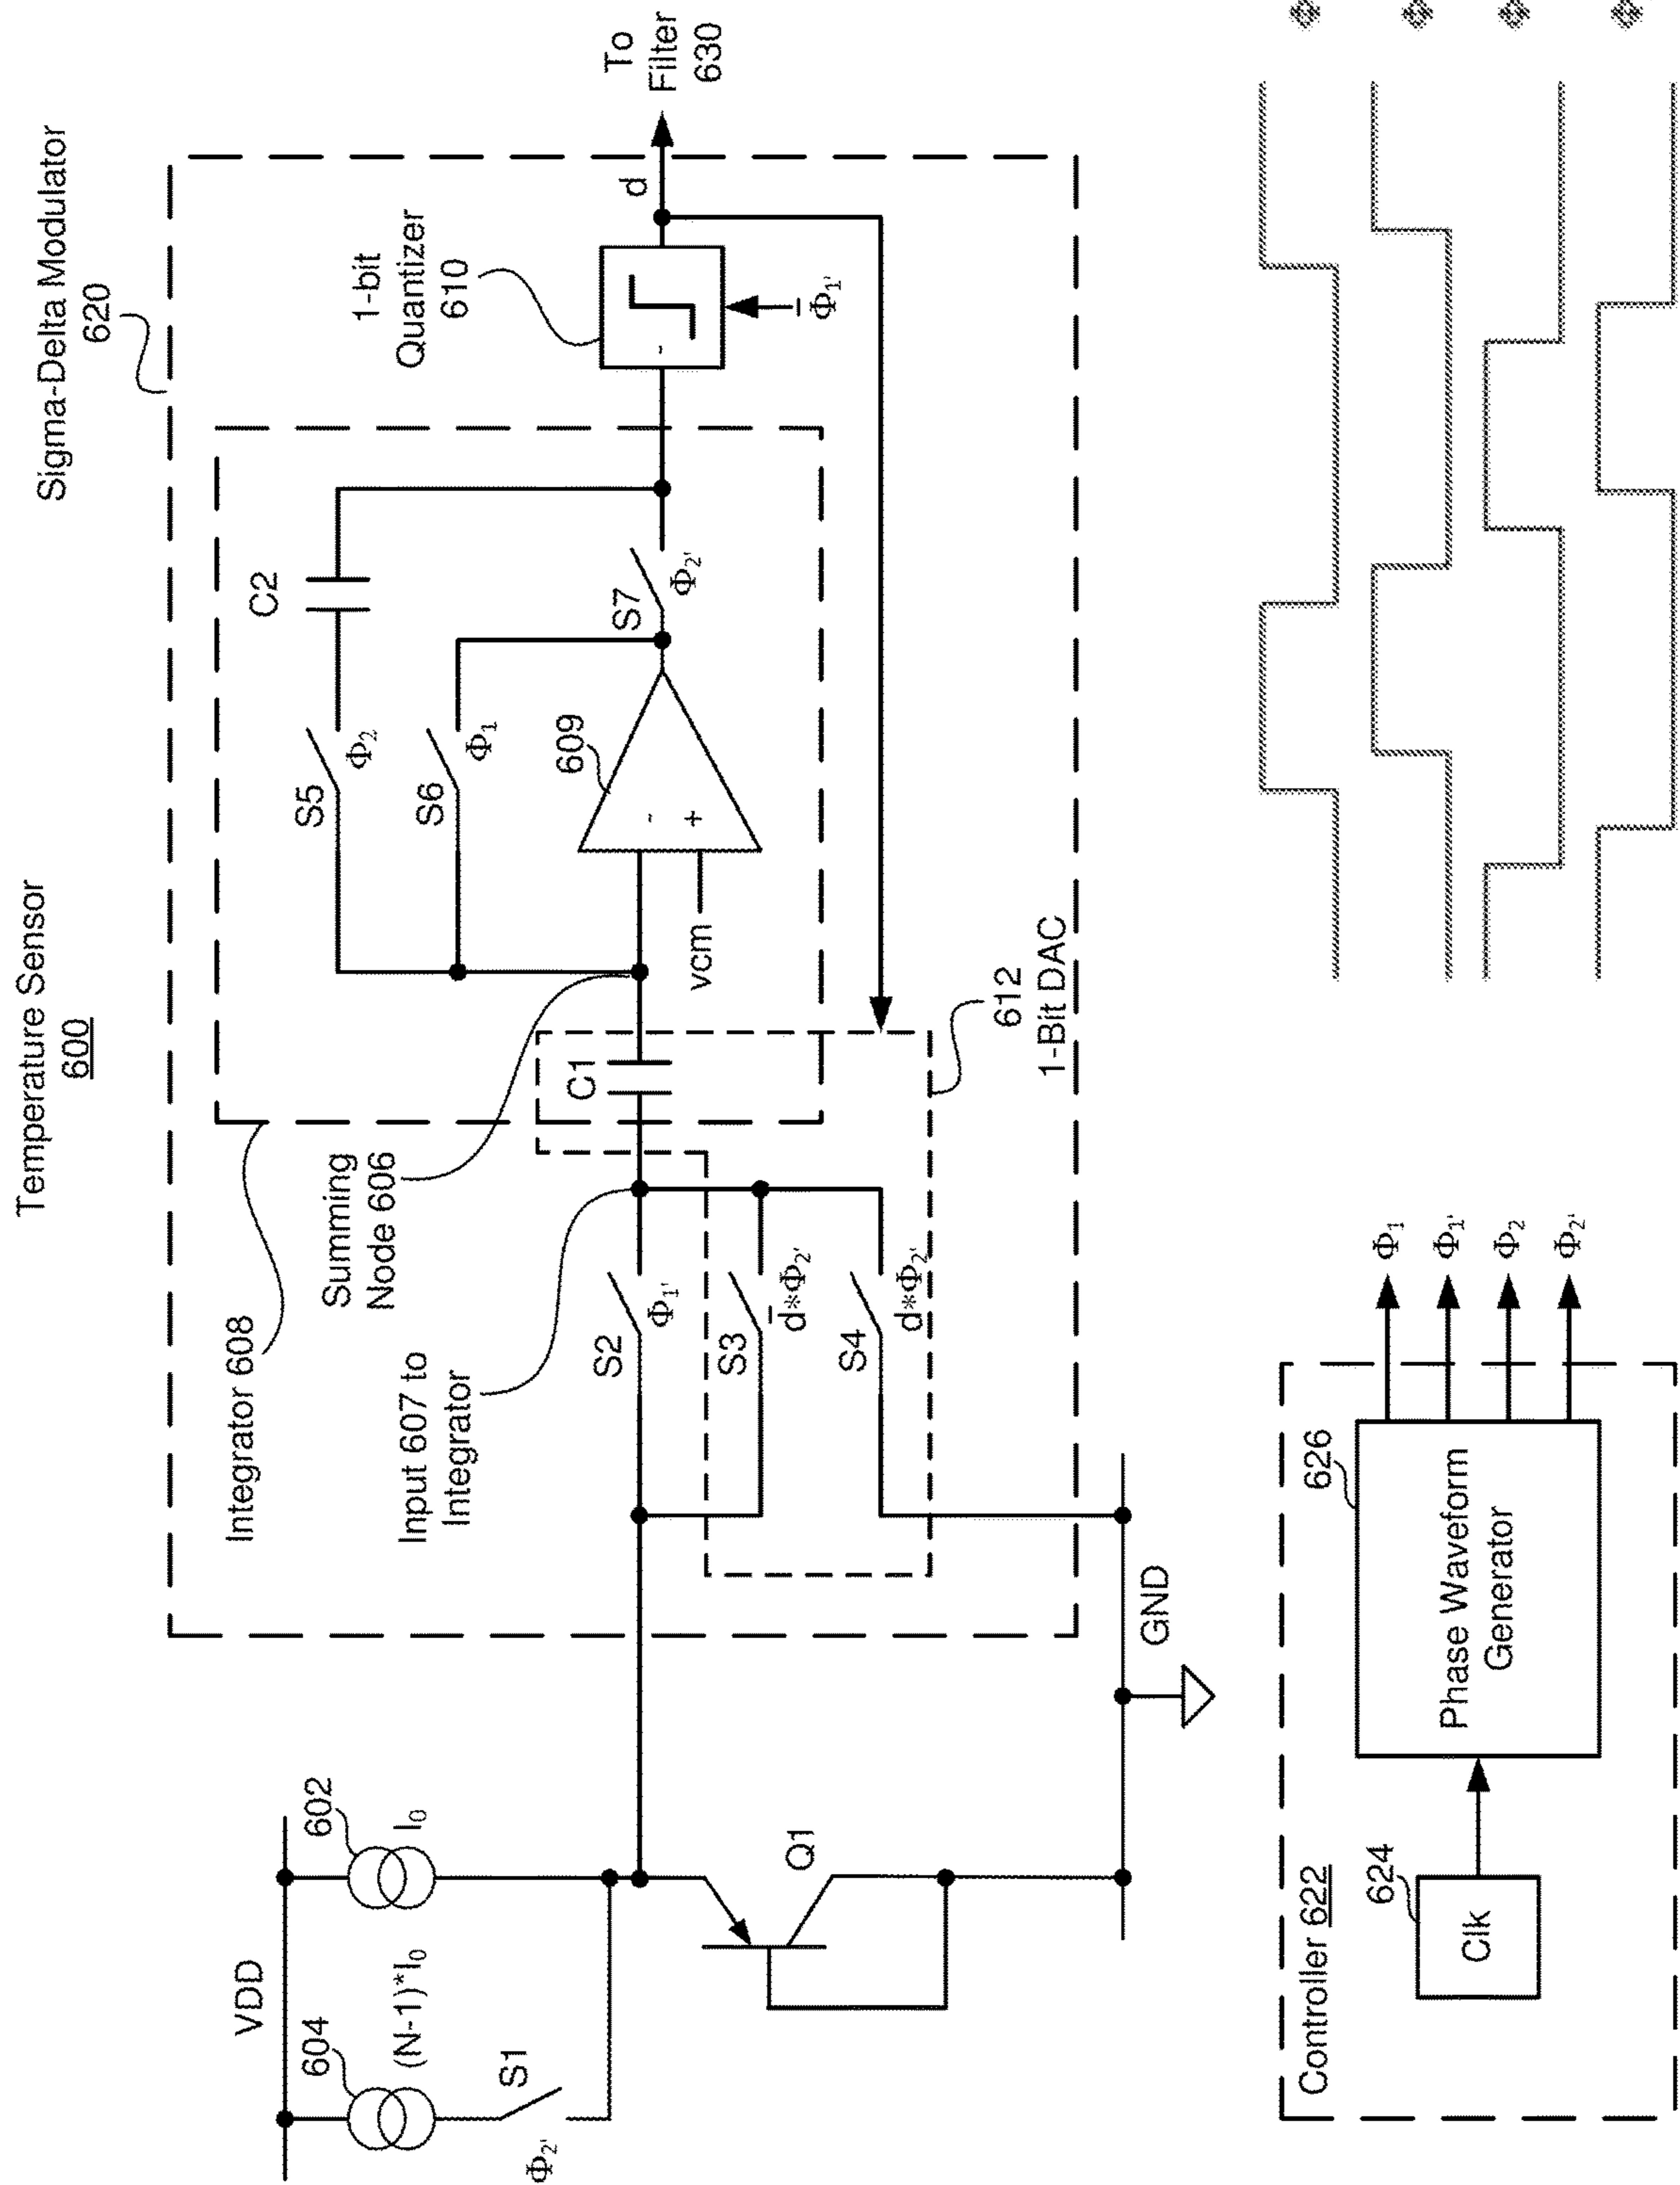 Temperature Sensor
600
Sigma-Delta Modulator
620
Integrator 608
Summing
Node 606
Input 607 to
Integrator
VDD
604
(N-1)*I₀
602
I₀
S1
Φ₂'
Q1
GND
S2
Φ₁'
S3
d̄*Φ₂'
S4
d*Φ₂'
C1
612
1-Bit DAC
S5
Φ₂
C2
S6
Φ₁
609
-
+
vcm
S7
Φ₂'
1-bit
Quantizer
610
-
Φ̄₁'
d
To
Filter
630
Controller 622
624
Clk
626
Phase Waveform
Generator
Φ₁
Φ₁'
Φ₂
Φ₂'